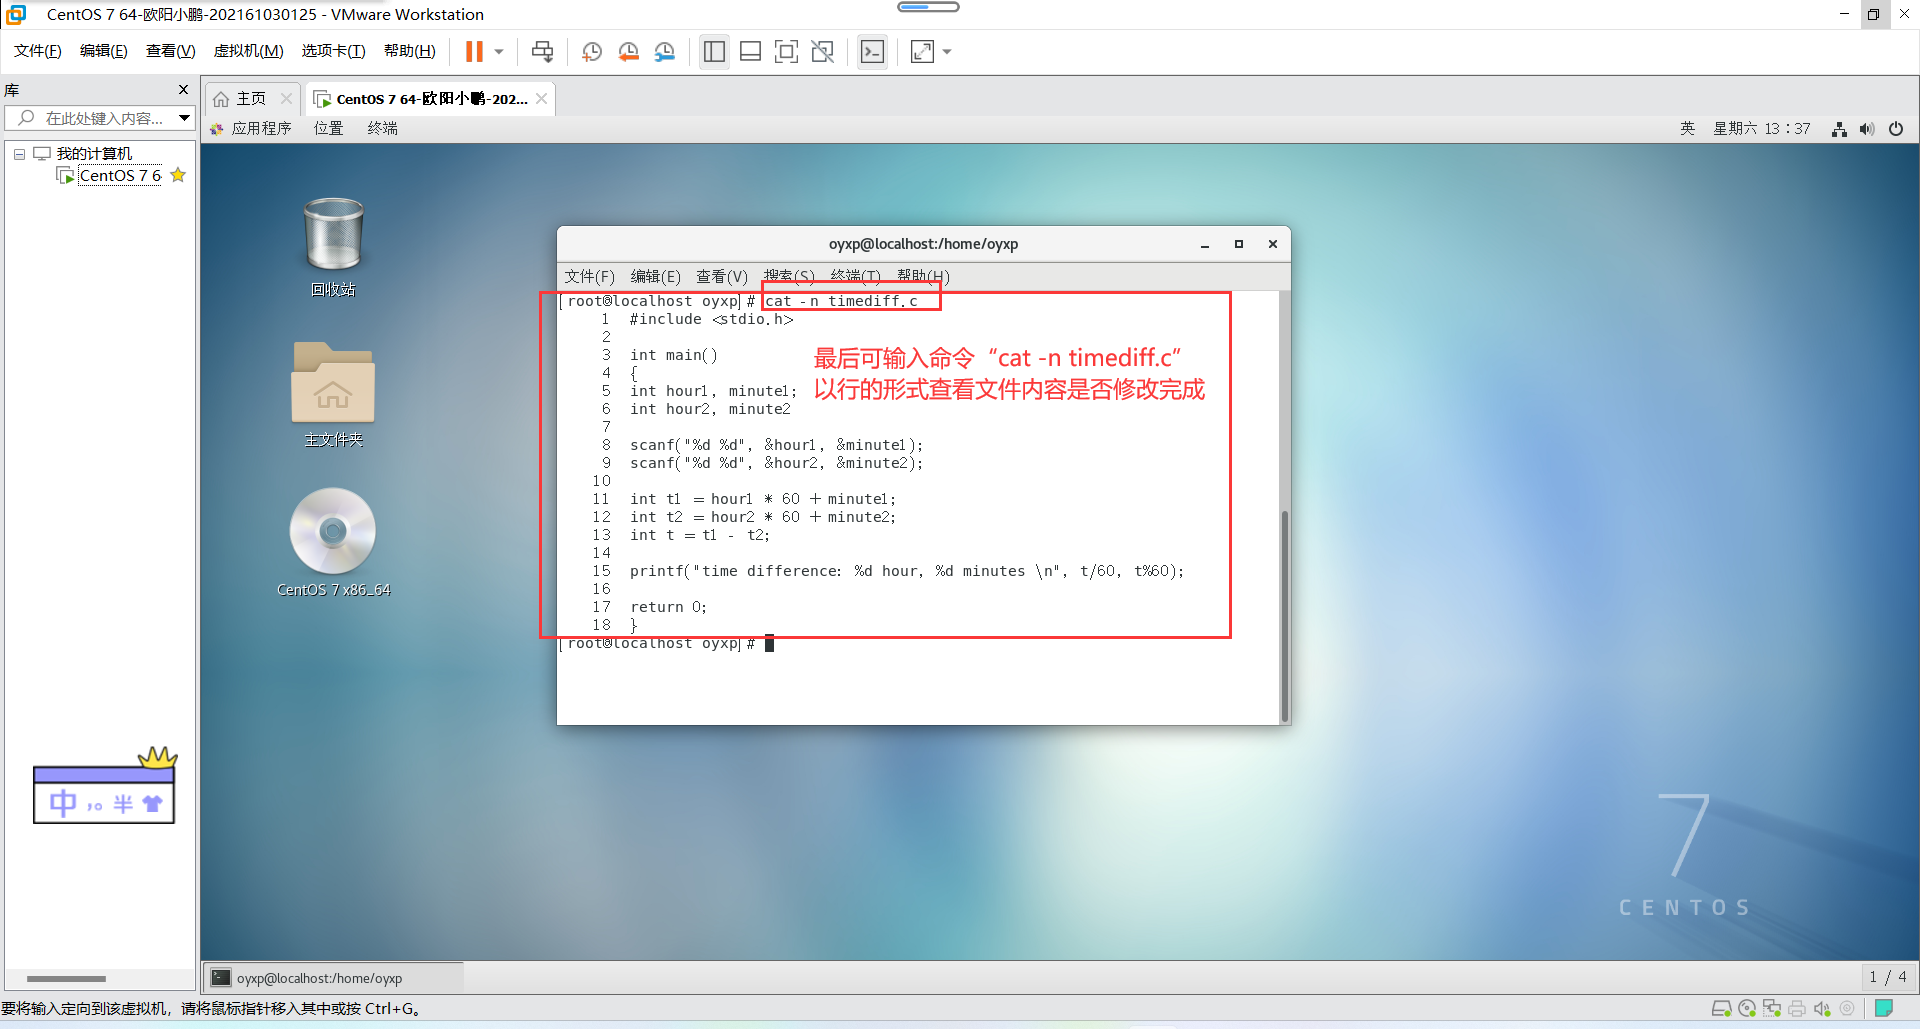 CentOS 7 64-欧阳小鹏-202161030125 - VMware Workstation
文件(F) 编辑(E) 查看(V) 虚拟机(M) 选项卡(T) 帮助(H)
库
主页 CentOS 7 64-欧阳小鹏-202...
在此处键入内容...
应用程序 位置 终端 英 星期六 13:37
我的计算机
CentOS 7 6
回收站
主文件夹
CentOS 7 x86_64
oyxp@localhost:/home/oyxp
文件(F) 编辑(E) 查看(V) 搜索(S) 终端(T) 帮助(H)
[root@localhost oyxp]# cat -n timediff.c
1 #include <stdio.h>
2
3 int main()
4 {
5 int hour1, minute1;
6 int hour2, minute2
7
8 scanf("%d %d", &hour1, &minute1);
9 scanf("%d %d", &hour2, &minute2);
10
11 int t1 = hour1 * 60 + minute1;
12 int t2 = hour2 * 60 + minute2;
13 int t = t1 - t2;
14
15 printf("time difference: %d hour, %d minutes \n", t/60, t%60);
16
17 return 0;
18 }
[root@localhost oyxp]#
最后可输入命令“cat -n timediff.c”
以行的形式查看文件内容是否修改完成
中 ,。 半
7
CENTOS
oyxp@localhost:/home/oyxp
1 / 4
要将输入定向到该虚拟机，请将鼠标指针移入其中或按 Ctrl+G。